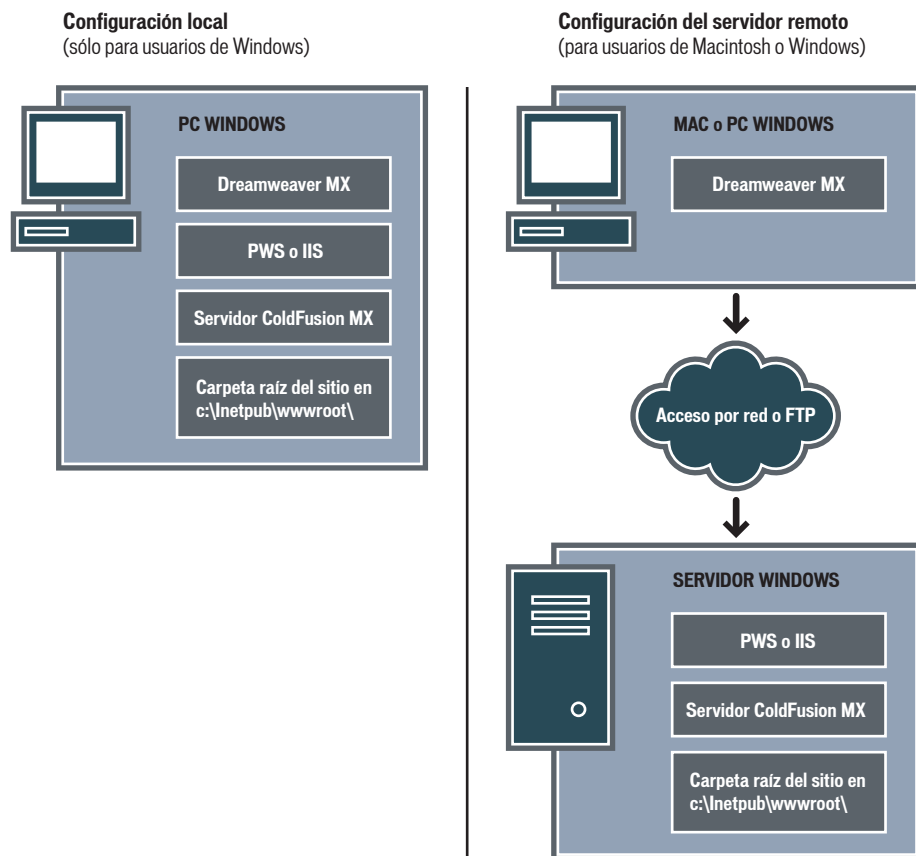 Configuración local
(sólo para usuarios de Windows)
PC WINDOWS
Dreamweaver MX
PWS o IIS
Servidor ColdFusion MX
Carpeta raíz del sitio en
c:\Inetpub\wwwroot\
Configuración del servidor remoto
(para usuarios de Macintosh o Windows)
MAC o PC WINDOWS
Dreamweaver MX
Acceso por red o FTP
SERVIDOR WINDOWS
PWS o IIS
Servidor ColdFusion MX
Carpeta raíz del sitio en
c:\Inetpub\wwwroot\